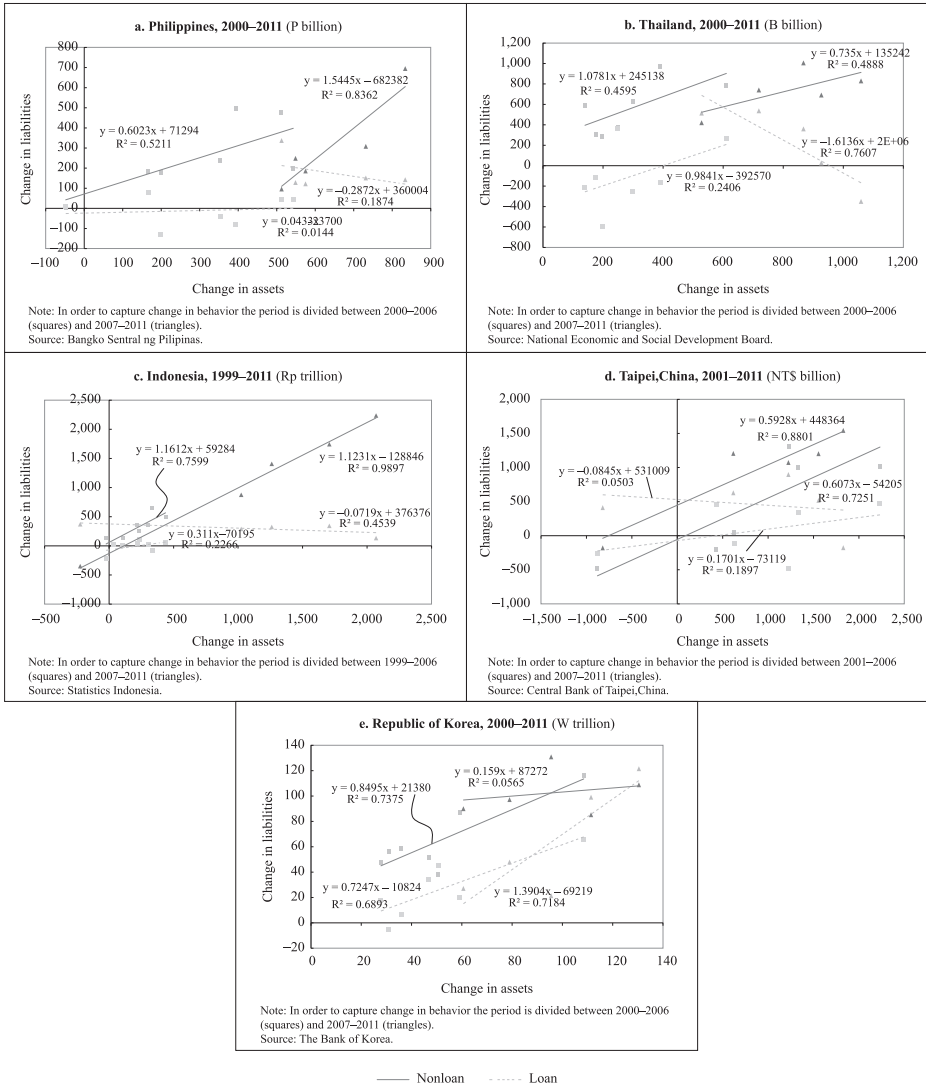 a. Philippines, 2000–2011 (P billion)
Change in liabilities
800
700
600
500
400
300
200
100
0
–100
–200
y = 1.5445x – 682382
R² = 0.8362
y = 0.6023x + 71294
R² = 0.5211
y = –0.2872x + 360004
R² = 0.1874
R² = 0.0144
–100 0 100 200 300 400 500 600 700 800 900
Change in assets
Note: In order to capture change in behavior the period is divided between 2000–2006
(squares) and 2007–2011 (triangles).
Source: Bangko Sentral ng Pilipinas.
b. Thailand, 2000–2011 (B billion)
Change in liabilities
1,200
1,000
800
600
400
200
0
–200
–400
–600
–800
y = 0.735x + 135242
R² = 0.4888
y = 1.0781x + 245138
R² = 0.4595
y = –1.6136x + 2E+06
R² = 0.7607
y = 0.9841x – 392570
R² = 0.2406
0 200 400 600 800 1,000 1,200
Change in assets
Note: In order to capture change in behavior the period is divided between 2000–2006
(squares) and 2007–2011 (triangles).
Source: National Economic and Social Development Board.
c. Indonesia, 1999–2011 (Rp trillion)
Change in liabilities
2,500
2,000
1,500
1,000
500
0
–500
–1,000
y = 1.1612x + 59284
R² = 0.7599
y = 1.1231x – 128846
R² = 0.9897
y = –0.0719x + 376376
R² = 0.4539
y = 0.311x – 70195
R² = 0.2266
–500 0 500 1,000 1,500 2,000 2,500
Change in assets
Note: In order to capture change in behavior the period is divided between 1999–2006
(squares) and 2007–2011 (triangles).
Source: Statistics Indonesia.
d. Taipei,China, 2001–2011 (NT$ billion)
Change in liabilities
2,000
1,500
1,000
500
0
–500
–1,000
y = 0.5928x + 448364
R² = 0.8801
y = –0.0845x + 531009
R² = 0.0503
y = 0.6073x – 54205
R² = 0.7251
y = 0.1701x – 73119
R² = 0.1897
–1,500 –1,000 –500 0 500 1,000 1,500 2,000 2,500
Change in assets
Note: In order to capture change in behavior the period is divided between 2001–2006
(squares) and 2007–2011 (triangles).
Source: Central Bank of Taipei,China.
e. Republic of Korea, 2000–2011 (W trillion)
Change in liabilities
140
120
100
80
60
40
20
0
–20
y = 0.159x + 87272
R² = 0.0565
y = 0.8495x + 21380
R² = 0.7375
y = 0.7247x – 10824
R² = 0.6893
y = 1.3904x – 69219
R² = 0.7184
0 20 40 60 80 100 120 140
Change in assets
Note: In order to capture change in behavior the period is divided between 2000–2006
(squares) and 2007–2011 (triangles).
Source: The Bank of Korea.
Nonloan Loan